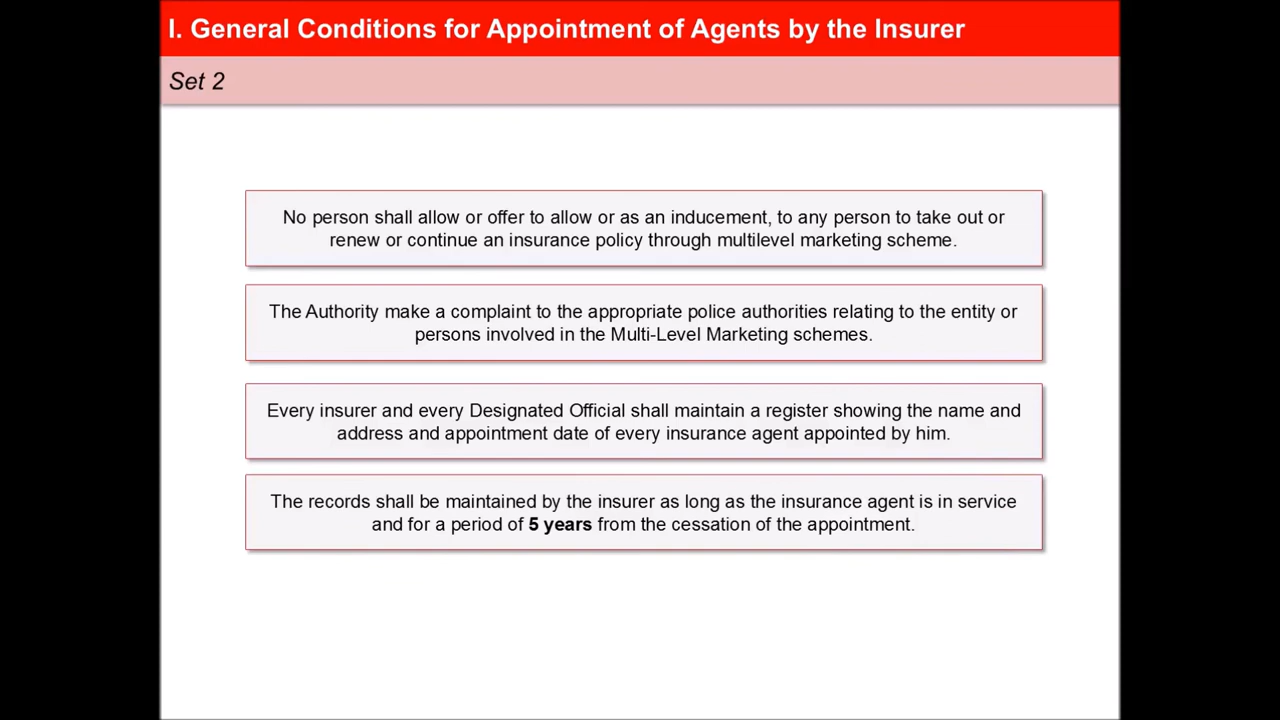 I. General Conditions for Appointment of Agents by the Insurer
Set 2
No person shall allow or offer to allow or as an inducement, to any person to take out or
renew or continue an insurance policy through multilevel marketing scheme.
The Authority make a complaint to the appropriate police authorities relating to the entity or
persons involved in the Multi-Level Marketing schemes.
Every insurer and every Designated Official shall maintain a register showing the name and
address and appointment date of every insurance agent appointed by him.
The records shall be maintained by the insurer as long as the insurance agent is in service
and for a period of 5 years from the cessation of the appointment.